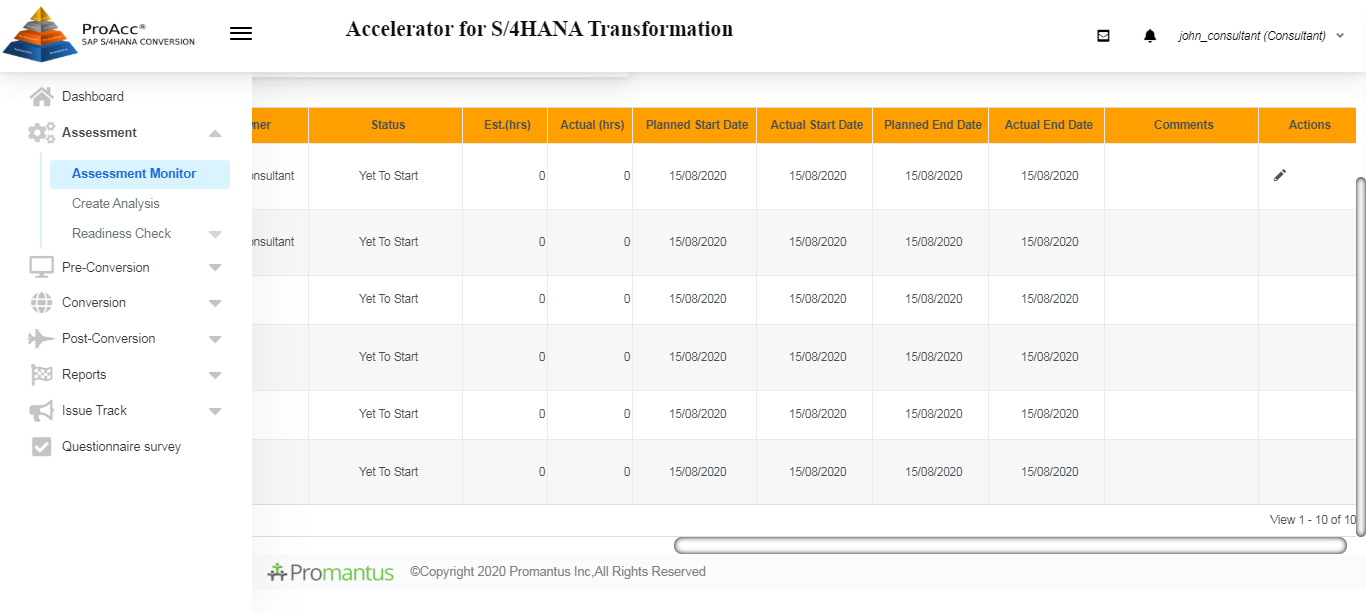 ProAcc®
SAP S/4HANA CONVERSION
Accelerator for S/4HANA Transformation
john_consultant (Consultant)
Dashboard
Assessment
Assessment Monitor
Create Analysis
Readiness Check
Pre-Conversion
Conversion
Post-Conversion
Reports
Issue Track
Questionnaire survey
ner Status Est.(hrs) Actual (hrs) Planned Start Date Actual Start Date Planned End Date Actual End Date Comments Actions
nsultant Yet To Start 0 0 15/08/2020 15/08/2020 15/08/2020 15/08/2020
nsultant Yet To Start 0 0 15/08/2020 15/08/2020 15/08/2020 15/08/2020
Yet To Start 0 0 15/08/2020 15/08/2020 15/08/2020 15/08/2020
Yet To Start 0 0 15/08/2020 15/08/2020 15/08/2020 15/08/2020
Yet To Start 0 0 15/08/2020 15/08/2020 15/08/2020 15/08/2020
Yet To Start 0 0 15/08/2020 15/08/2020 15/08/2020 15/08/2020
View 1 - 10 of 10
Promantus ©Copyright 2020 Promantus Inc,All Rights Reserved